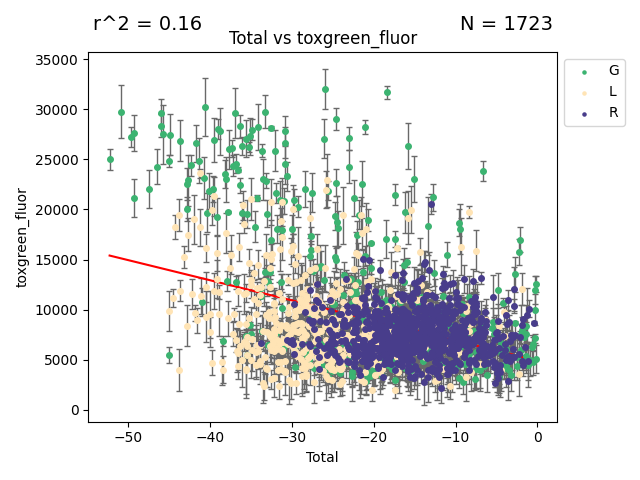 r^2 = 0.16
N = 1723
Total vs toxgreen_fluor
35000
30000
25000
20000
15000
10000
5000
0
toxgreen_fluor
−50
−40
−30
−20
−10
0
Total
G
L
R